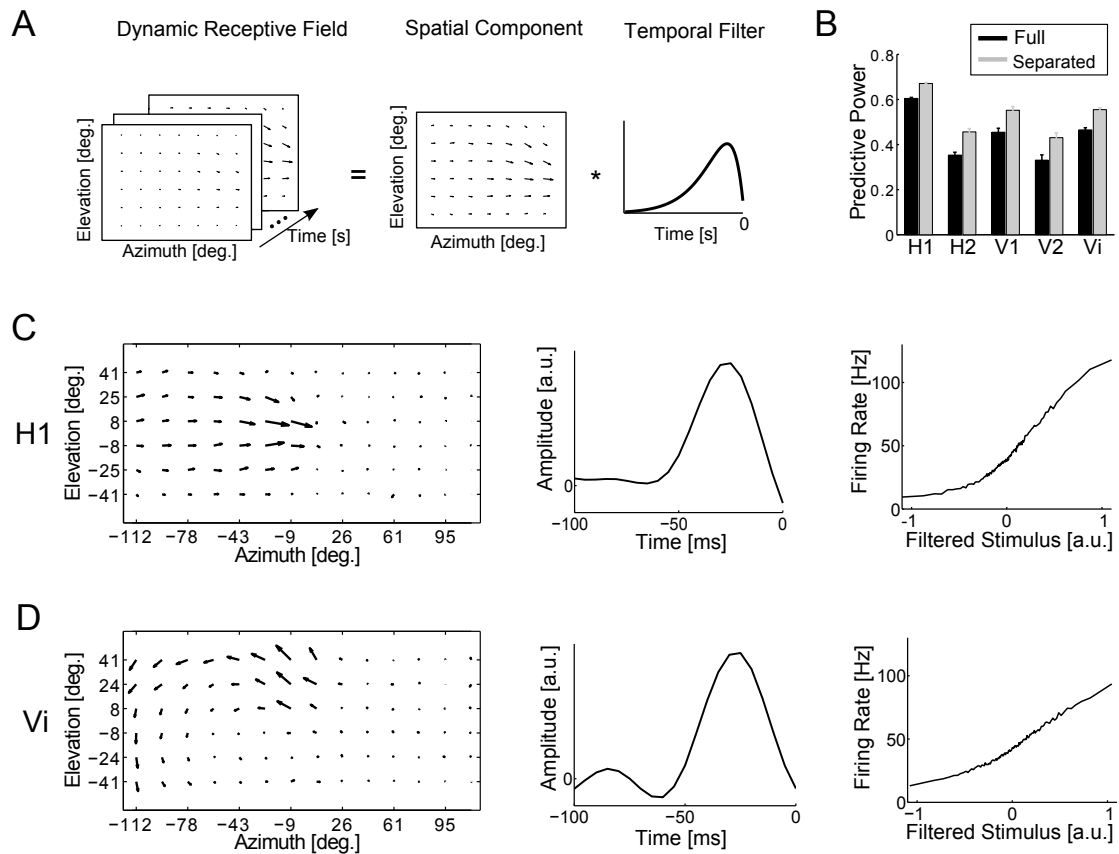 A
Dynamic Receptive Field
Spatial Component
Temporal Filter
Elevation [deg.]
Azimuth [deg.]
Time [s]
=
Elevation [deg.]
Azimuth [deg.]
*
Time [s]
0
B
Full
Separated
Predictive Power
0.8
0.6
0.4
0.2
0
H1 H2 V1 V2 Vi
C
H1
Elevation [deg.]
41
25
8
−8
−25
−41
−112 −78 −43 −9 26 61 95
Azimuth [deg.]
Amplitude [a.u.]
0
−100 −50 0
Time [ms]
Firing Rate [Hz]
100
50
0
−1 0 1
Filtered Stimulus [a.u.]
D
Vi
Elevation [deg.]
41
24
8
−8
−24
−41
−112 −78 −43 −9 26 61 95
Azimuth [deg.]
Amplitude [a.u.]
0
−100 −50 0
Time [ms]
Firing Rate [Hz]
100
50
0
−1 0 1
Filtered Stimulus [a.u.]